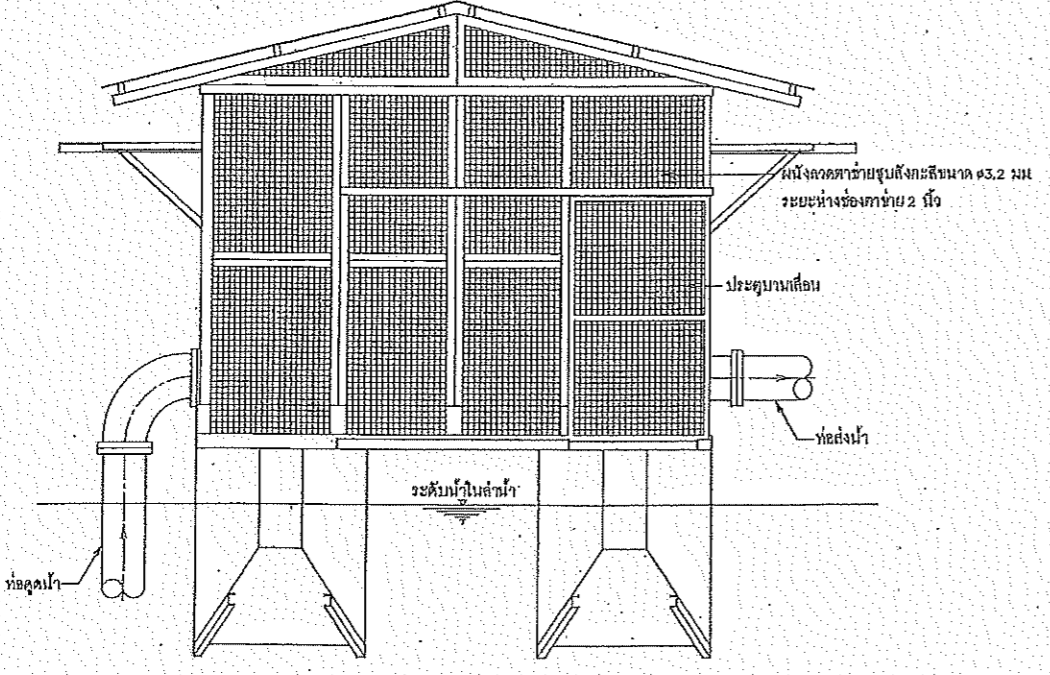 ผนังลวดตาข่ายชุบสังกะสีขนาด ø3,2 มม
ระยะห่างช่องตาข่าย 2 นิ้ว
ประตูบานเลื่อน
ท่อส่งน้ำ
ระดับน้ำในลำน้ำ
ท่อดูดน้ำ